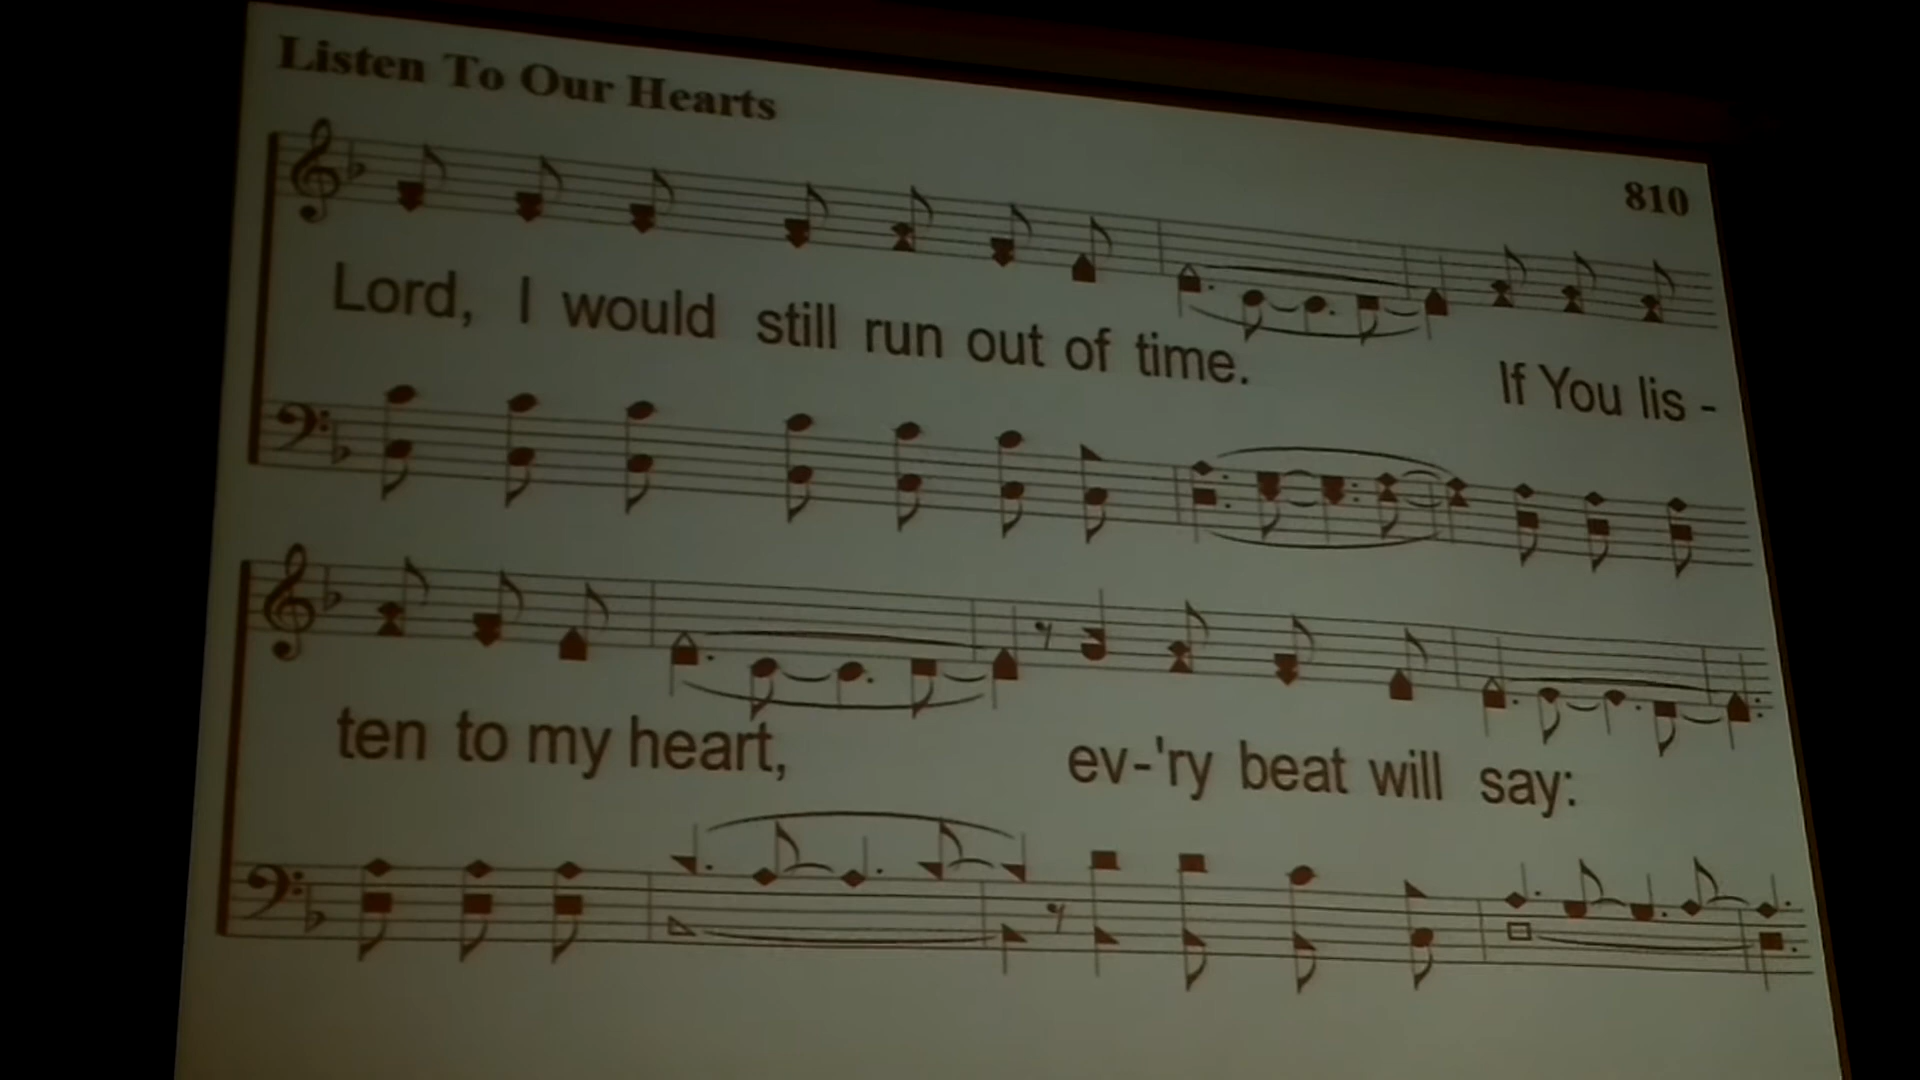 Listen To Our Hearts
810
Lord, I would still run out of time. If You lis -
ten to my heart, ev-'ry beat will say: